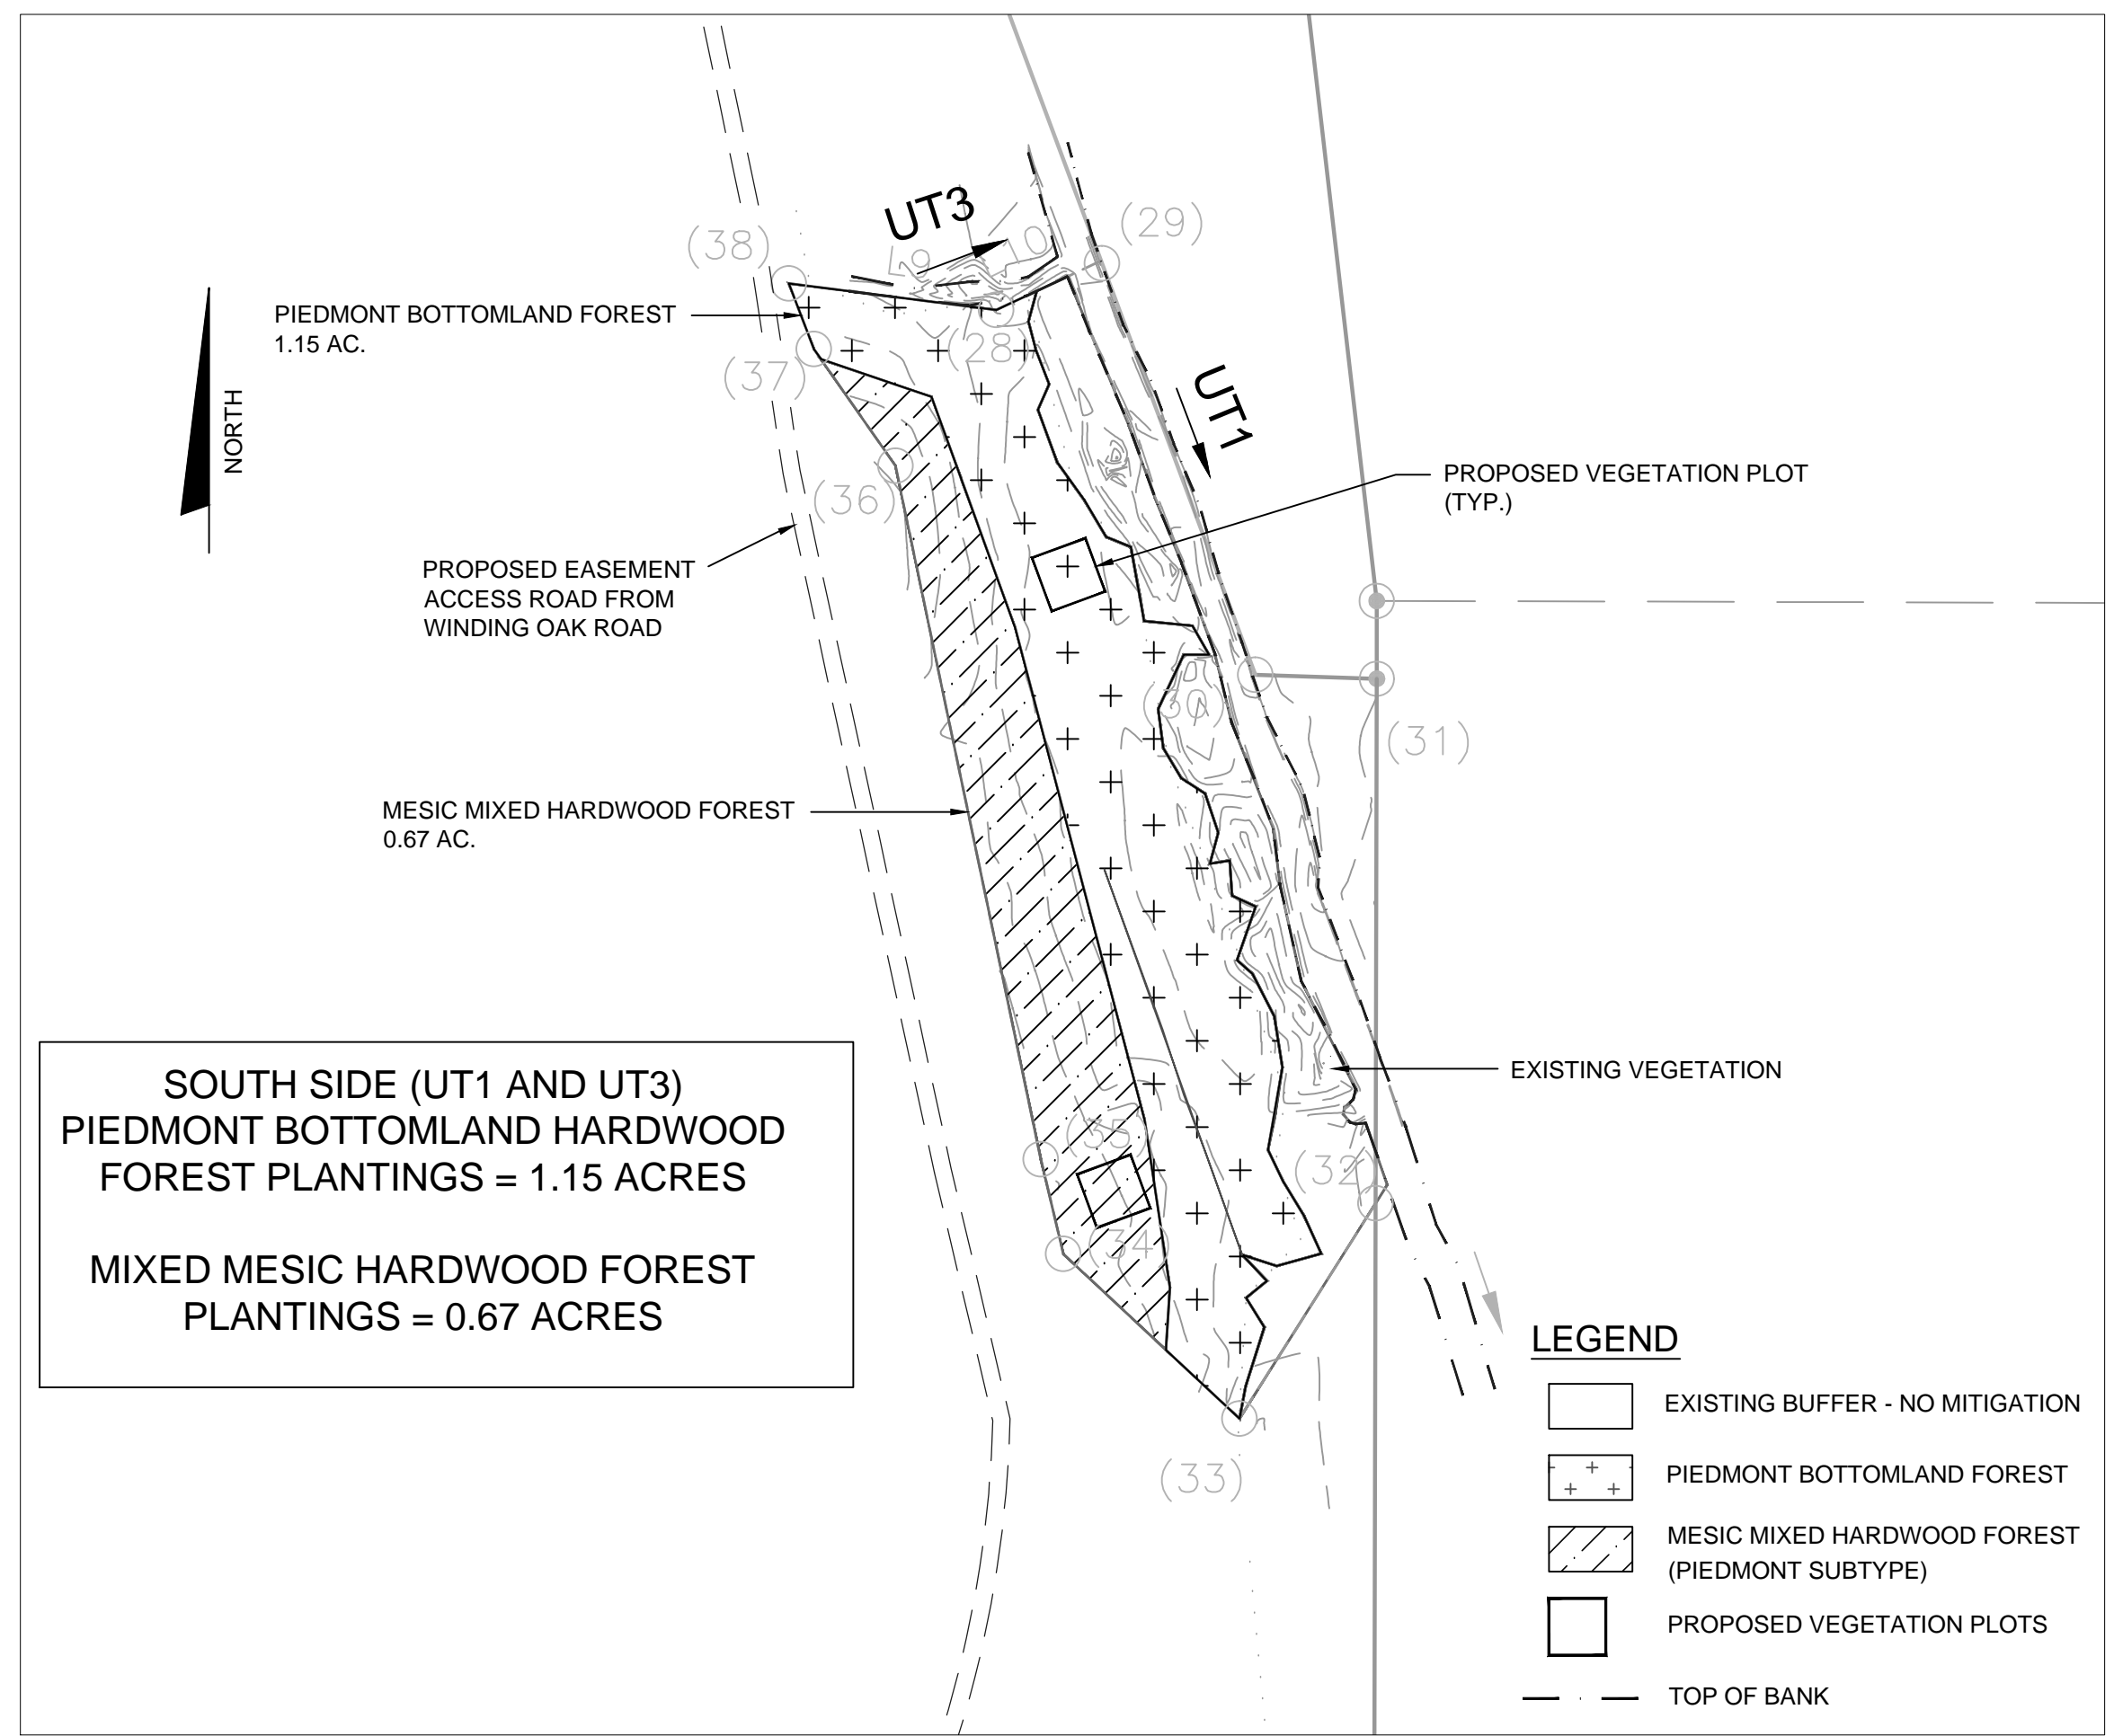 UT3
(29)
(38)
L9
PIEDMONT BOTTOMLAND FOREST
1.15 AC.
(28)
(37)
UT1
NORTH
PROPOSED VEGETATION PLOT
(TYP.)
(36)
PROPOSED EASEMENT
ACCESS ROAD FROM
WINDING OAK ROAD
(30)
(31)
MESIC MIXED HARDWOOD FOREST
0.67 AC.
EXISTING VEGETATION
SOUTH SIDE (UT1 AND UT3)
PIEDMONT BOTTOMLAND HARDWOOD
FOREST PLANTINGS = 1.15 ACRES
MIXED MESIC HARDWOOD FOREST
PLANTINGS = 0.67 ACRES
(35)
(32)
(34)
(33)
LEGEND
EXISTING BUFFER - NO MITIGATION
PIEDMONT BOTTOMLAND FOREST
MESIC MIXED HARDWOOD FOREST
(PIEDMONT SUBTYPE)
PROPOSED VEGETATION PLOTS
TOP OF BANK